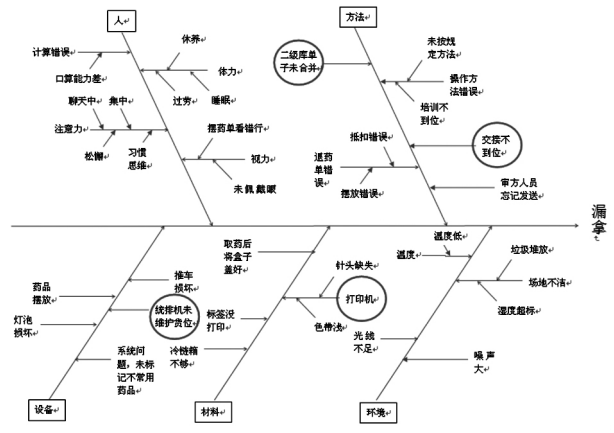 人
方法
计算错误
口算能力差
休养
体力
过劳
睡眠
聊天中
集中
注意力
松懈
习惯
思维
摆药单看错行
视力
未佩戴眼
二级库单
子未合并
未按规
定方法
操作方
法错误
培训不
到位
抵扣错误
交接不
到位
退药
单错
误
摆放错误
审方人员
忘记发送
漏拿
推车
损坏
药品
摆放
统排机未
维护货位
灯泡
损坏
系统问
题，未标
记不常用
药品
设备
取药后
将盒子
盖好
针头缺失
打印机
色带浅
标签没
打印
冷链箱
不够
材料
温度低
温度
垃圾堆放
场地不洁
湿度超标
光线
不足
噪声
大
环境